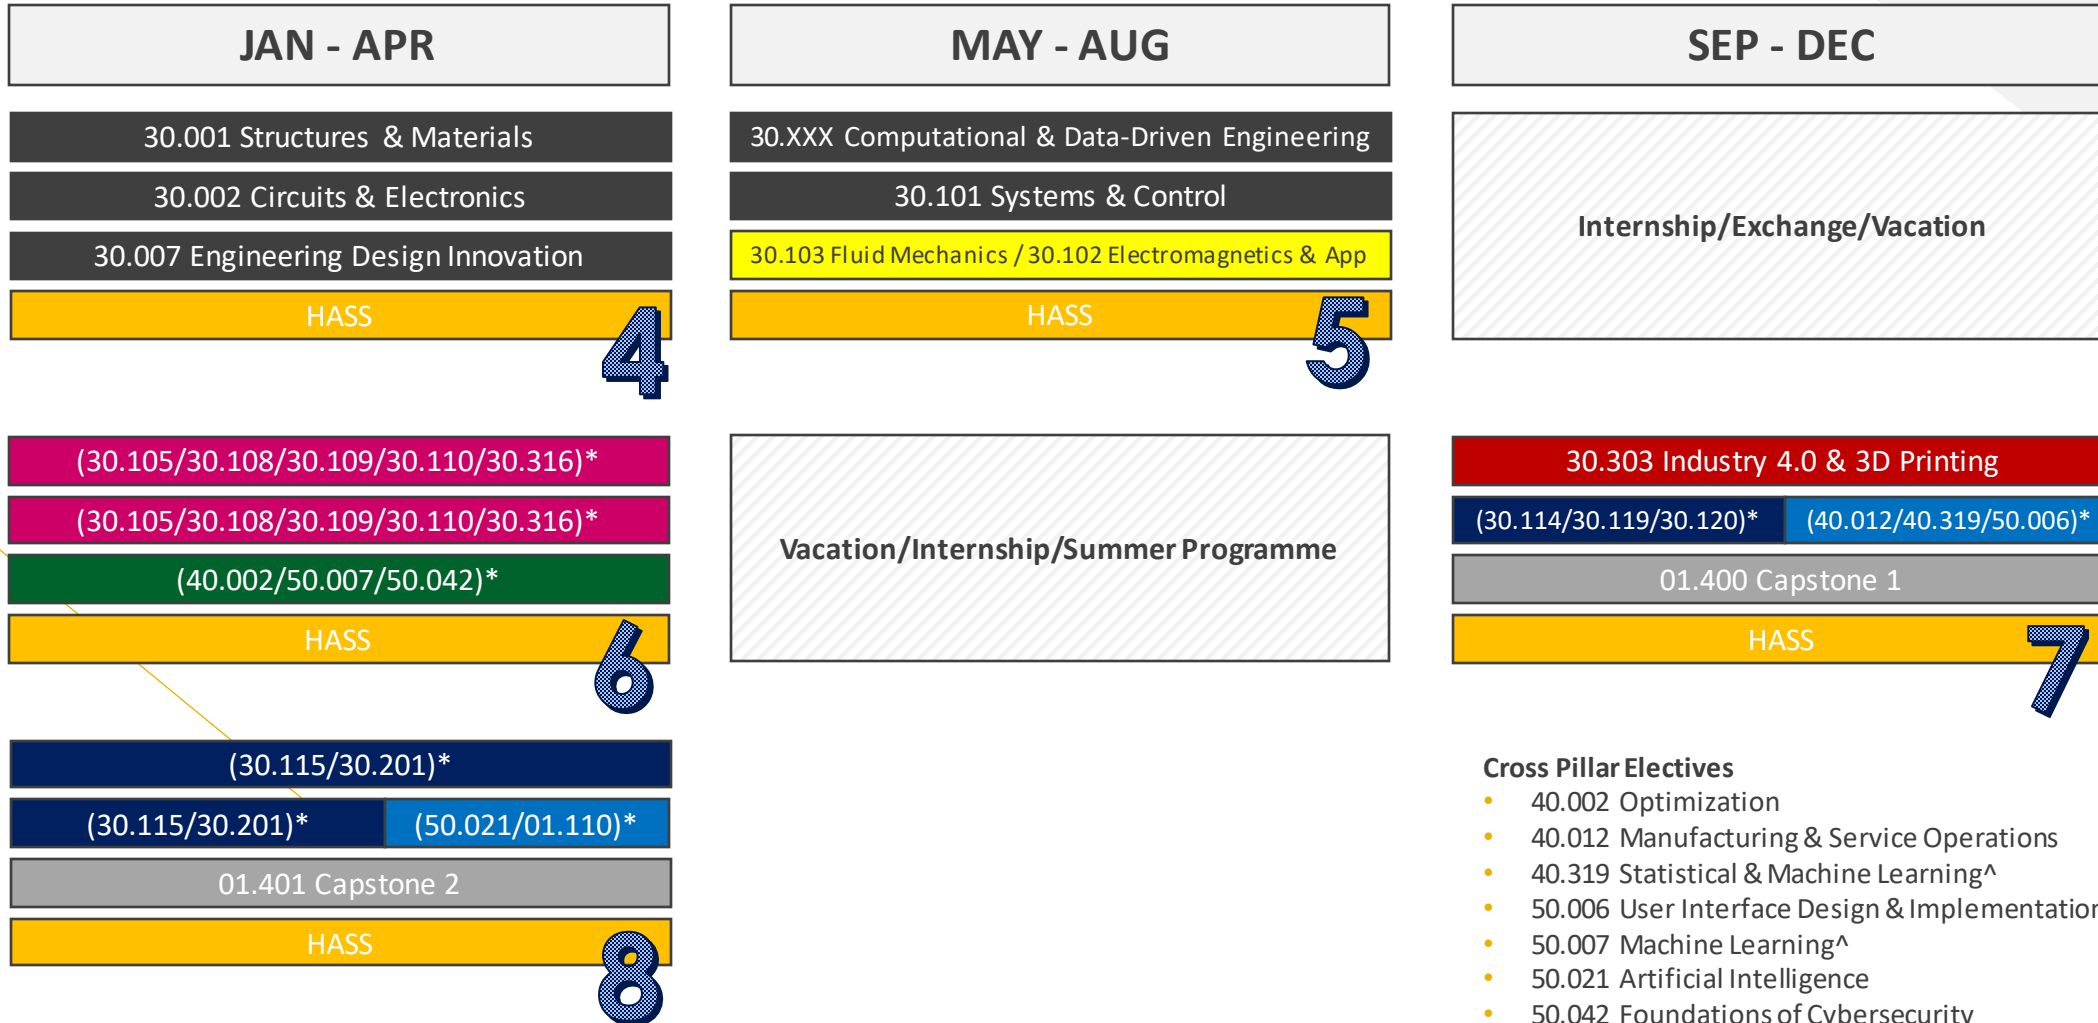 JAN - APR
MAY - AUG
SEP - DEC
30.001 Structures & Materials
30.002 Circuits & Electronics
30.007 Engineering Design Innovation
HASS
4
30.XXX Computational & Data-Driven Engineering
30.101 Systems & Control
30.103 Fluid Mechanics / 30.102 Electromagnetics & App
HASS
5
Internship/Exchange/Vacation
(30.105/30.108/30.109/30.110/30.316)*
(30.105/30.108/30.109/30.110/30.316)*
(40.002/50.007/50.042)*
HASS
6
Vacation/Internship/Summer Programme
30.303 Industry 4.0 & 3D Printing
(30.114/30.119/30.120)* (40.012/40.319/50.006)*
01.400 Capstone 1
HASS
7
(30.115/30.201)*
(30.115/30.201)* (50.021/01.110)*
01.401 Capstone 2
HASS
8
Cross Pillar Electives
• 40.002 Optimization
• 40.012 Manufacturing & Service Operations
• 40.319 Statistical & Machine Learning^
• 50.006 User Interface Design & Implementation
• 50.007 Machine Learning^
• 50.021 Artificial Intelligence
• 50.042 Foundations of Cybersecurity